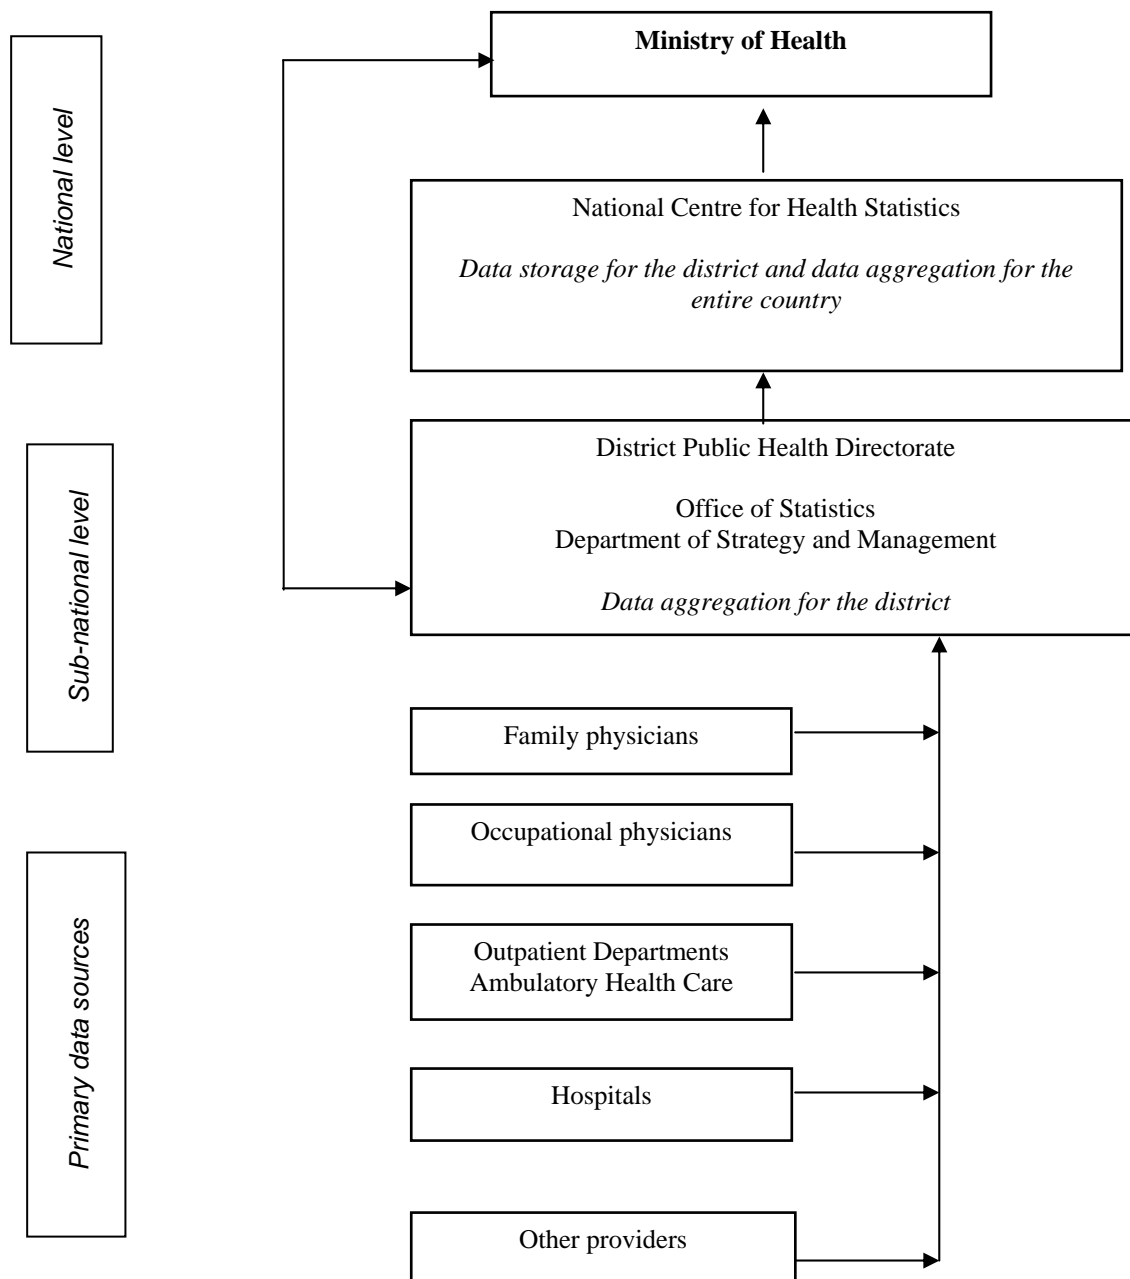 Ministry of Health
National level
National Centre for Health Statistics
Data storage for the district and data aggregation for the
entire country
Sub-national level
District Public Health Directorate
Office of Statistics
Department of Strategy and Management
Data aggregation for the district
Primary data sources
Family physicians
Occupational physicians
Outpatient Departments
Ambulatory Health Care
Hospitals
Other providers